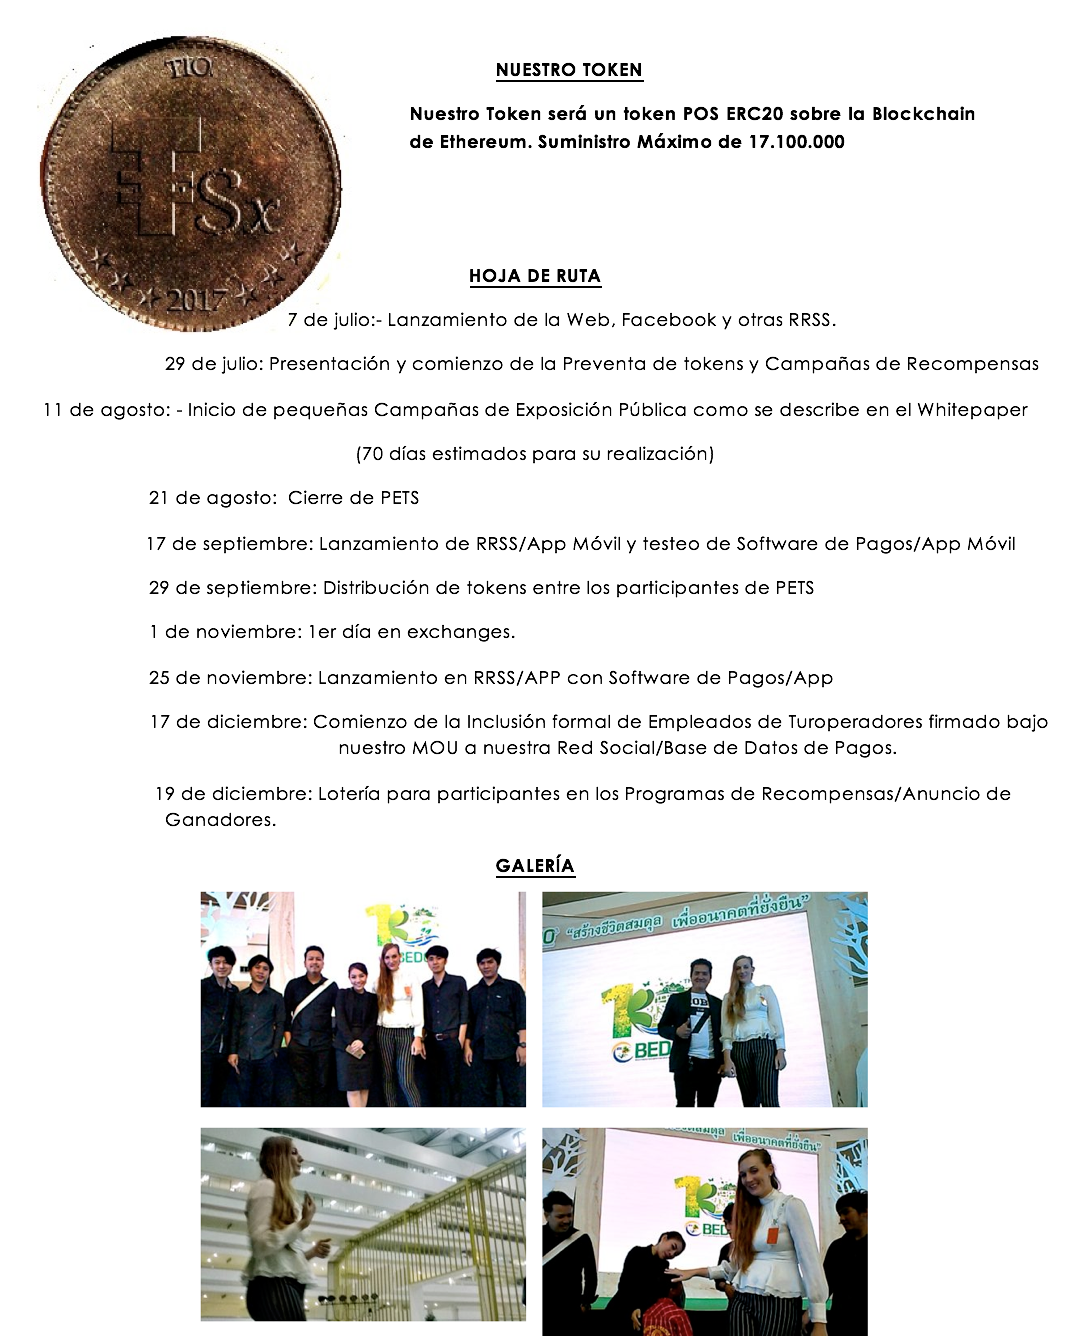 TIO
TSx
2017
NUESTRO TOKEN
Nuestro Token será un token POS ERC20 sobre la Blockchain
de Ethereum. Suministro Máximo de 17.100.000
HOJA DE RUTA
7 de julio:- Lanzamiento de la Web, Facebook y otras RRSS.
29 de julio: Presentación y comienzo de la Preventa de tokens y Campañas de Recompensas
11 de agosto: - Inicio de pequeñas Campañas de Exposición Pública como se describe en el Whitepaper
(70 días estimados para su realización)
21 de agosto:  Cierre de PETS
17 de septiembre: Lanzamiento de RRSS/App Móvil y testeo de Software de Pagos/App Móvil
29 de septiembre: Distribución de tokens entre los participantes de PETS
1 de noviembre: 1er día en exchanges.
25 de noviembre: Lanzamiento en RRSS/APP con Software de Pagos/App
17 de diciembre: Comienzo de la Inclusión formal de Empleados de Turoperadores firmado bajo
nuestro MOU a nuestra Red Social/Base de Datos de Pagos.
19 de diciembre: Lotería para participantes en los Programas de Recompensas/Anuncio de
Ganadores.
GALERÍA
BEDO
"สร้างชีวิตสมดุล เพื่ออนาคตที่ยั่งยืน"
BED
7
เพื่ออนาคตที่ยั่งยืน"
BED